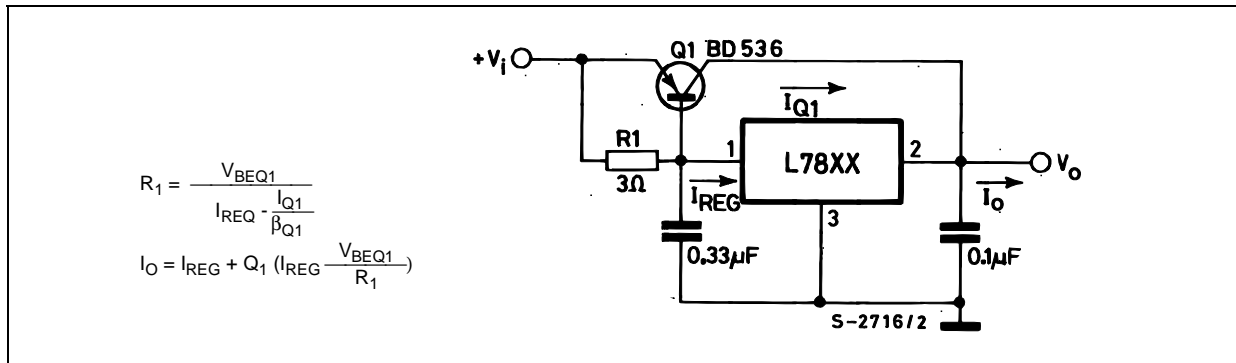 Q1 BD536
+Vi
IQ1
R1
1
L78XX
2
3Ω
IREG
Vo
Io
3
0.33µF
0.1µF
S-2716/2
R1 = VBEQ1 / (IREQ - IQ1 / βQ1)
IO = IREG + Q1 (IREG VBEQ1 / R1)